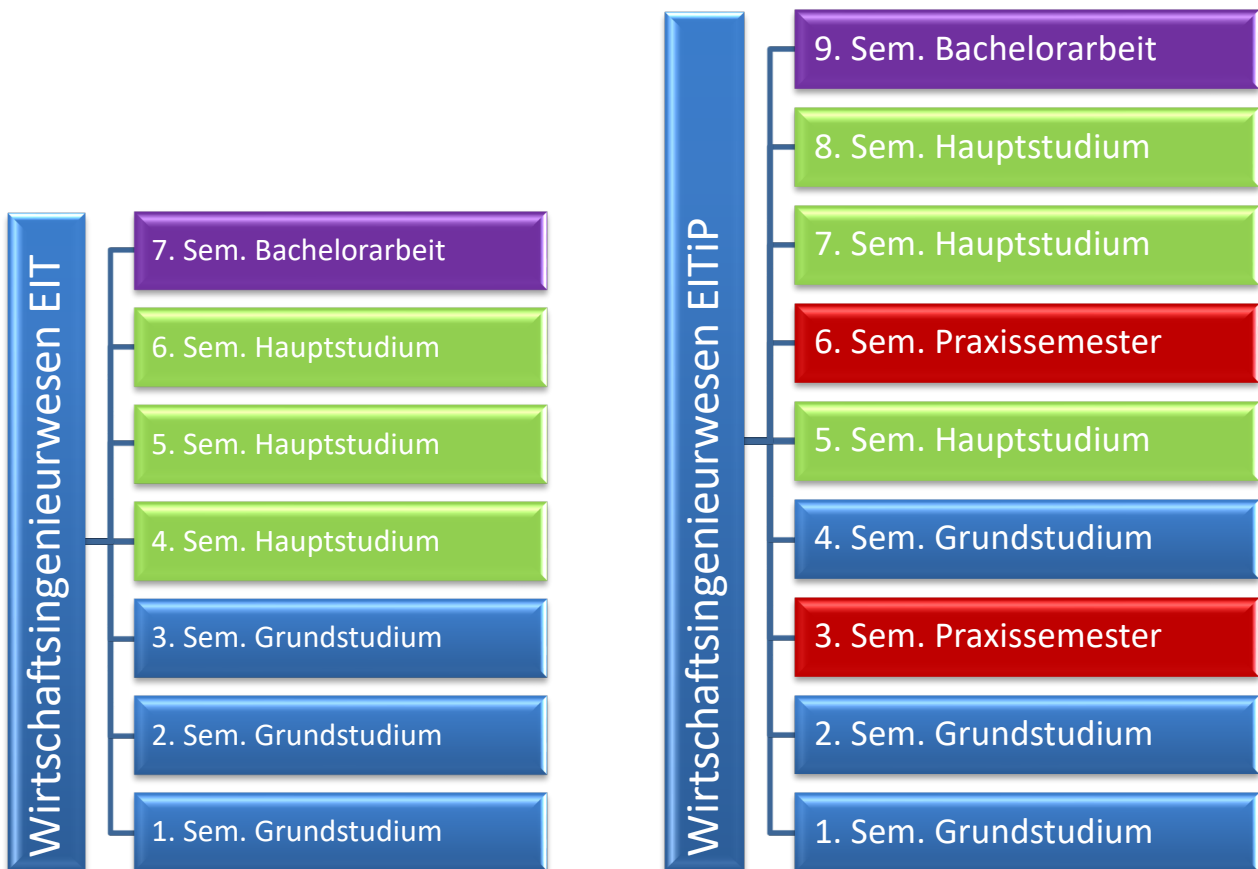 Wirtschaftsingenieurwesen EIT
7. Sem. Bachelorarbeit
6. Sem. Hauptstudium
5. Sem. Hauptstudium
4. Sem. Hauptstudium
3. Sem. Grundstudium
2. Sem. Grundstudium
1. Sem. Grundstudium
Wirtschaftsingenieurwesen EITiP
9. Sem. Bachelorarbeit
8. Sem. Hauptstudium
7. Sem. Hauptstudium
6. Sem. Praxissemester
5. Sem. Hauptstudium
4. Sem. Grundstudium
3. Sem. Praxissemester
2. Sem. Grundstudium
1. Sem. Grundstudium